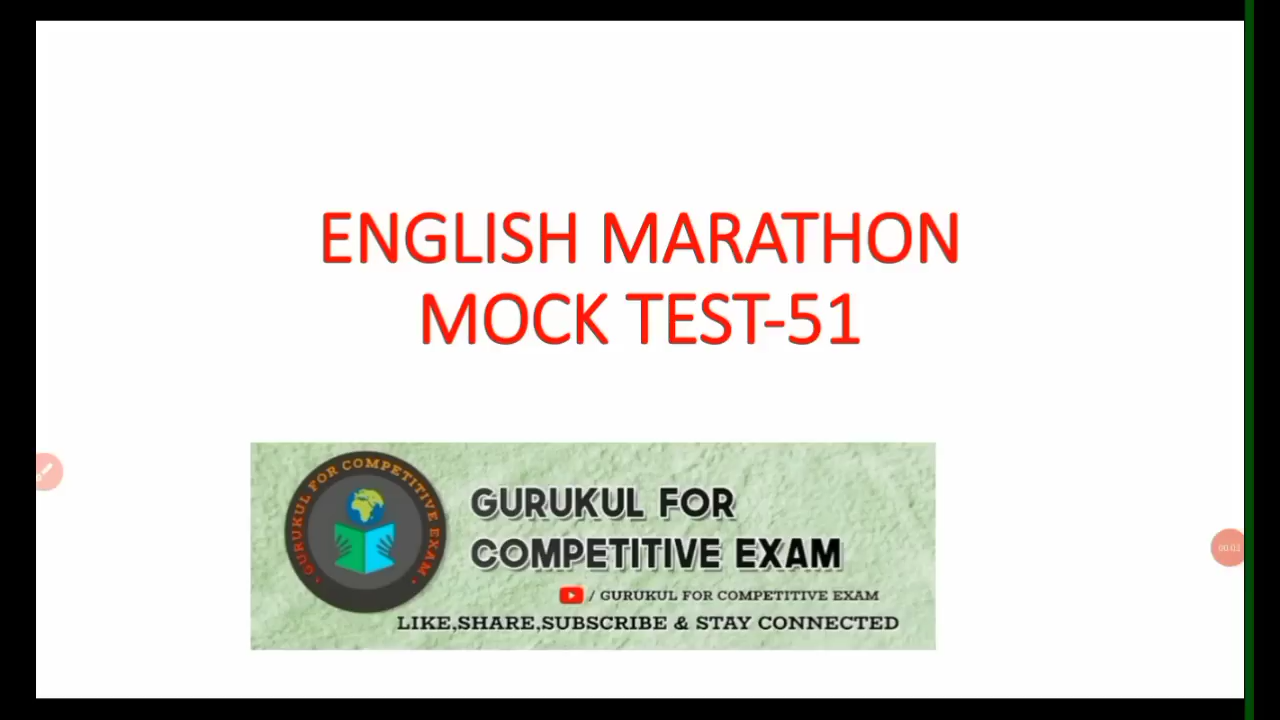 ENGLISH MARATHON
MOCK TEST-51
GURUKUL FOR COMPETITIVE EXAM
GURUKUL FOR
COMPETITIVE EXAM
/ GURUKUL FOR COMPETITIVE EXAM
LIKE,SHARE,SUBSCRIBE & STAY CONNECTED